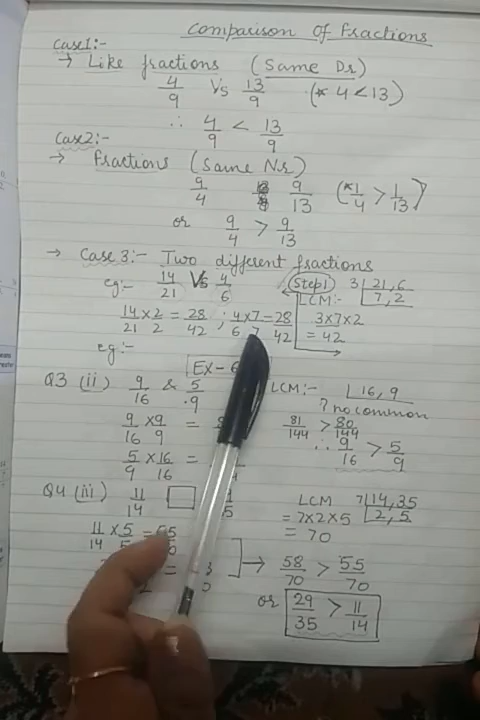 Comparison of Fractions
Case1:-
→ Like fractions (Same Dr)
4/9 Vs 13/9 (* 4 < 13)
∴ 4/9 < 13/9
Case2:-
→ fractions (Same Nr)
9/4 9/13 (* 1/4 > 1/13)
or 9/4 > 9/13
→ Case 3:- Two different fractions
eg:- 14/21 Vs 4/6
Step1 3 | 21, 6
LCM:- 7, 2
14/21 × 2/2 = 28/42 ; 4/6 × 7/7 = 28/42
3×7×2
= 42
eg:-
Ex-6
Q3 (ii) 9/16 & 5/9 LCM:- 16, 9
? no common
9/16 × 9/9 = 81/144 > 80/144
5/9 × 16/16 = ∴ 9/16 > 5/9
Q4 (ii) 11/14 □ LCM 7 | 14, 35
= 7×2×5 2, 5
= 70
11/14 × 5/5 = 55
→ 58/70 > 55/70
or 29/35 > 11/14